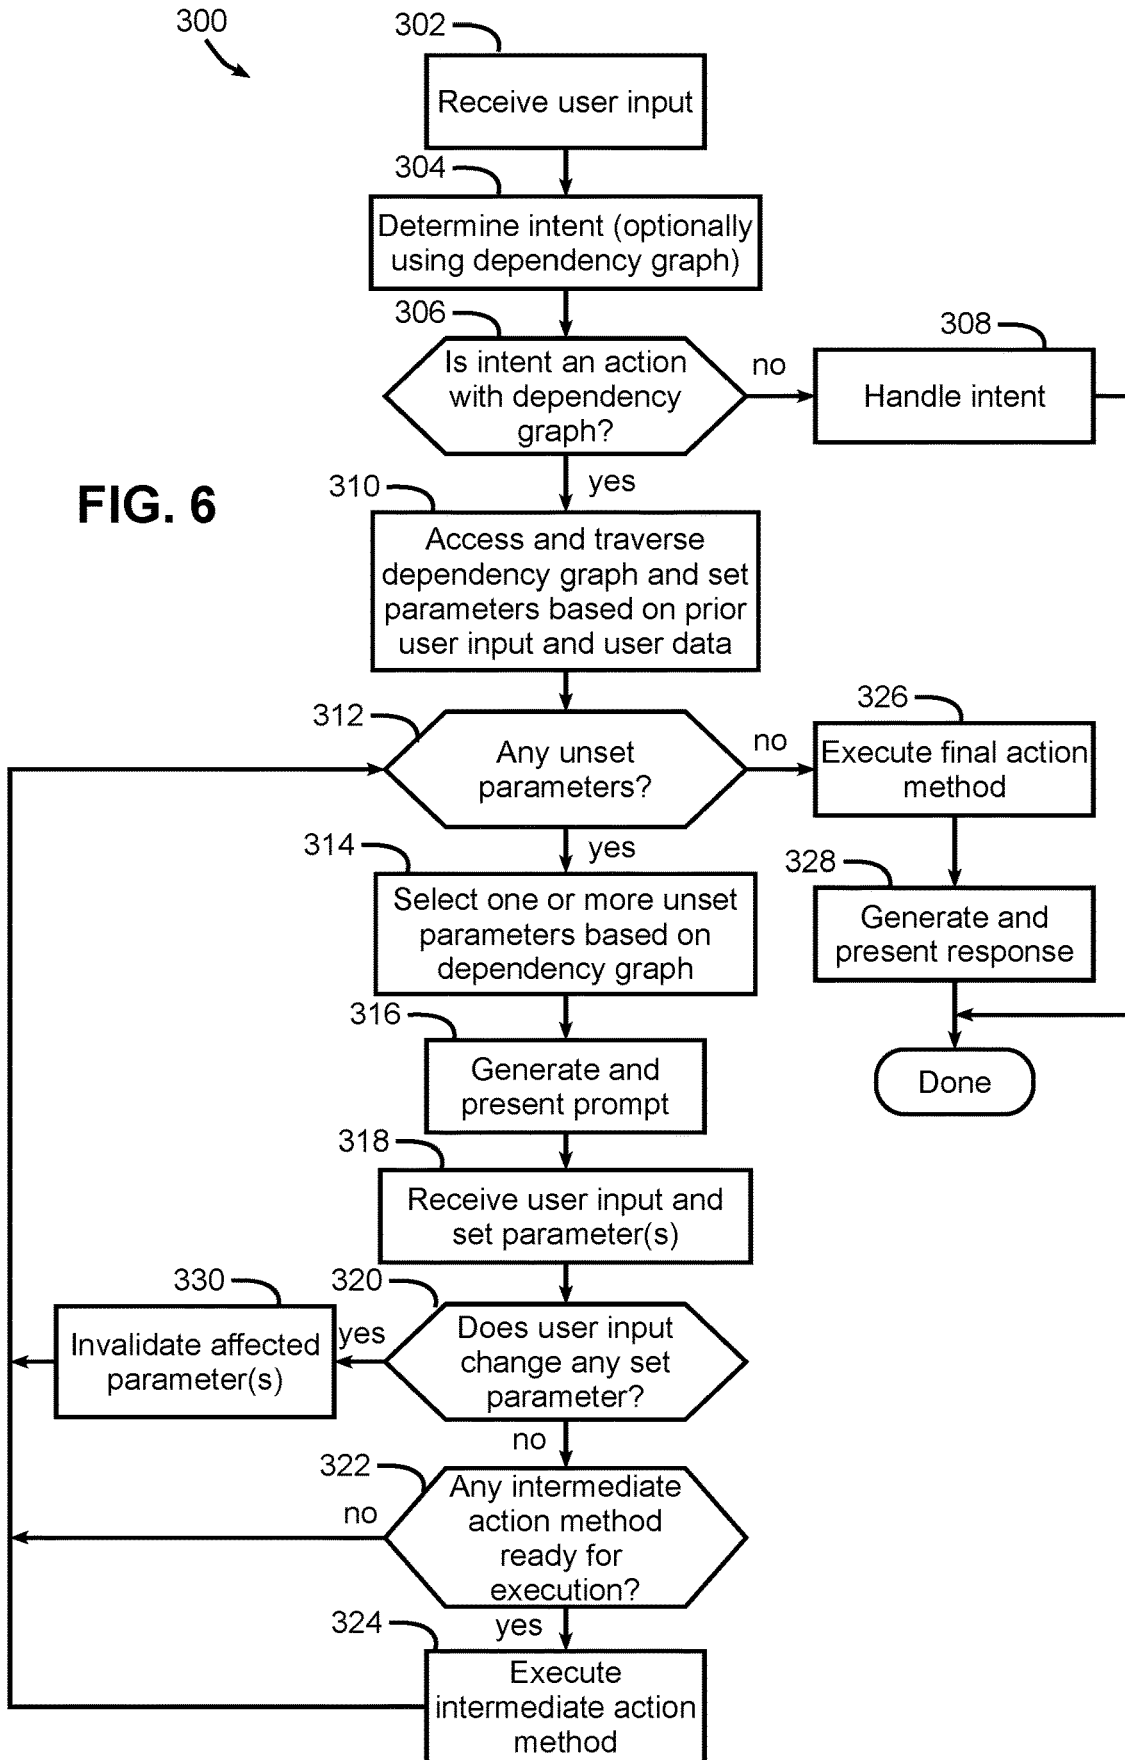 300
302
Receive user input
304
Determine intent (optionally
using dependency graph)
306
Is intent an action
with dependency
graph?
no
308
Handle intent
yes
FIG. 6
310
Access and traverse
dependency graph and set
parameters based on prior
user input and user data
312
Any unset
parameters?
no
326
Execute final action
method
yes
314
Select one or more unset
parameters based on
dependency graph
328
Generate and
present response
316
Generate and
present prompt
Done
318
Receive user input and
set parameter(s)
320
Does user input
change any set
parameter?
yes
330
Invalidate affected
parameter(s)
no
322
Any intermediate
action method
ready for
execution?
no
yes
324
Execute
intermediate action
method